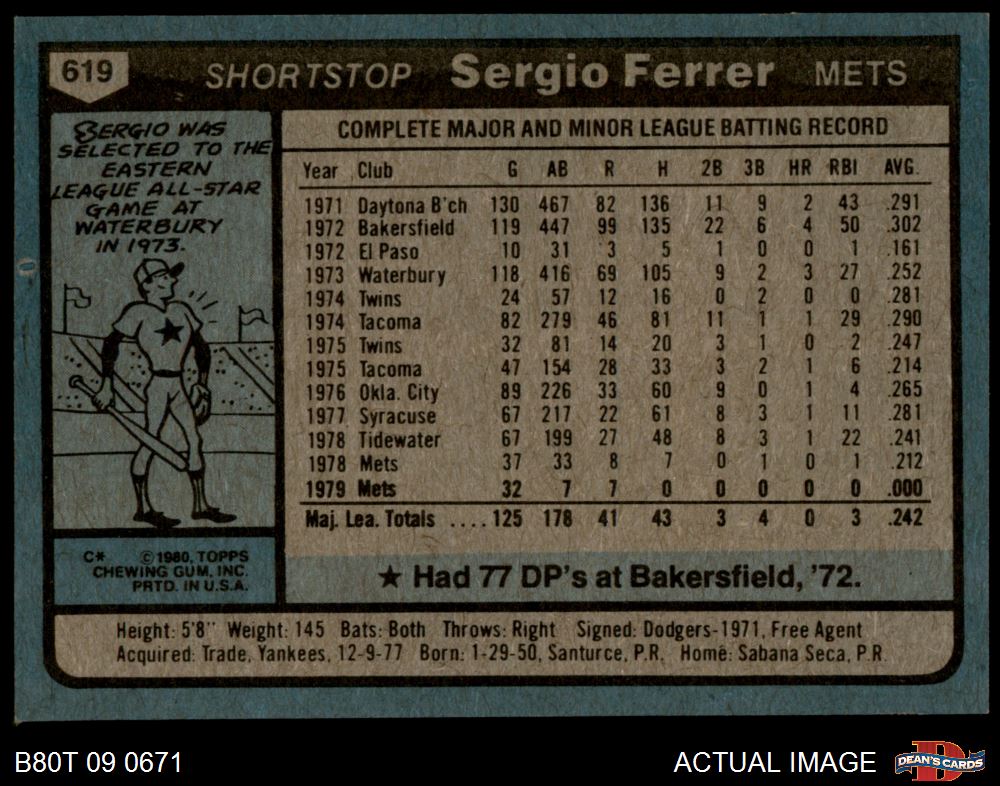 619 SHORTSTOP Sergio Ferrer METS
SERGIO WAS
SELECTED TO THE
EASTERN
LEAGUE ALL-STAR
GAME AT
WATERBURY
IN 1973.
COMPLETE MAJOR AND MINOR LEAGUE BATTING RECORD
Year Club G AB R H 2B 3B HR RBI AVG.
1971 Daytona B'ch 130 467 82 136 11 9 2 43 .291
1972 Bakersfield 119 447 99 135 22 6 4 50 .302
1972 El Paso 10 31 3 5 1 0 0 1 .161
1973 Waterbury 118 416 69 105 9 2 3 27 .252
1974 Twins 24 57 12 16 0 2 0 0 .281
1974 Tacoma 82 279 46 81 11 1 1 29 .290
1975 Twins 32 81 14 20 3 1 0 2 .247
1975 Tacoma 47 154 28 33 3 2 1 6 .214
1976 Okla. City 89 226 33 60 9 0 1 4 .265
1977 Syracuse 67 217 22 61 8 3 1 11 .281
1978 Tidewater 67 199 27 48 8 3 1 22 .241
1978 Mets 37 33 8 7 0 1 0 1 .212
1979 Mets 32 7 7 0 0 0 0 0 .000
Maj. Lea. Totals .... 125 178 41 43 3 4 0 3 .242
C* ©1980, TOPPS
CHEWING GUM, INC.
PRTD. IN U.S.A.
★ Had 77 DP's at Bakersfield, '72.
Height: 5'8" Weight: 145 Bats: Both Throws: Right Signed: Dodgers-1971, Free Agent
Acquired: Trade, Yankees, 12-9-77 Born: 1-29-50, Santurce, P.R. Home: Sabana Seca, P.R.
B80T 09 0671 ACTUAL IMAGE D DEAN'S CARDS